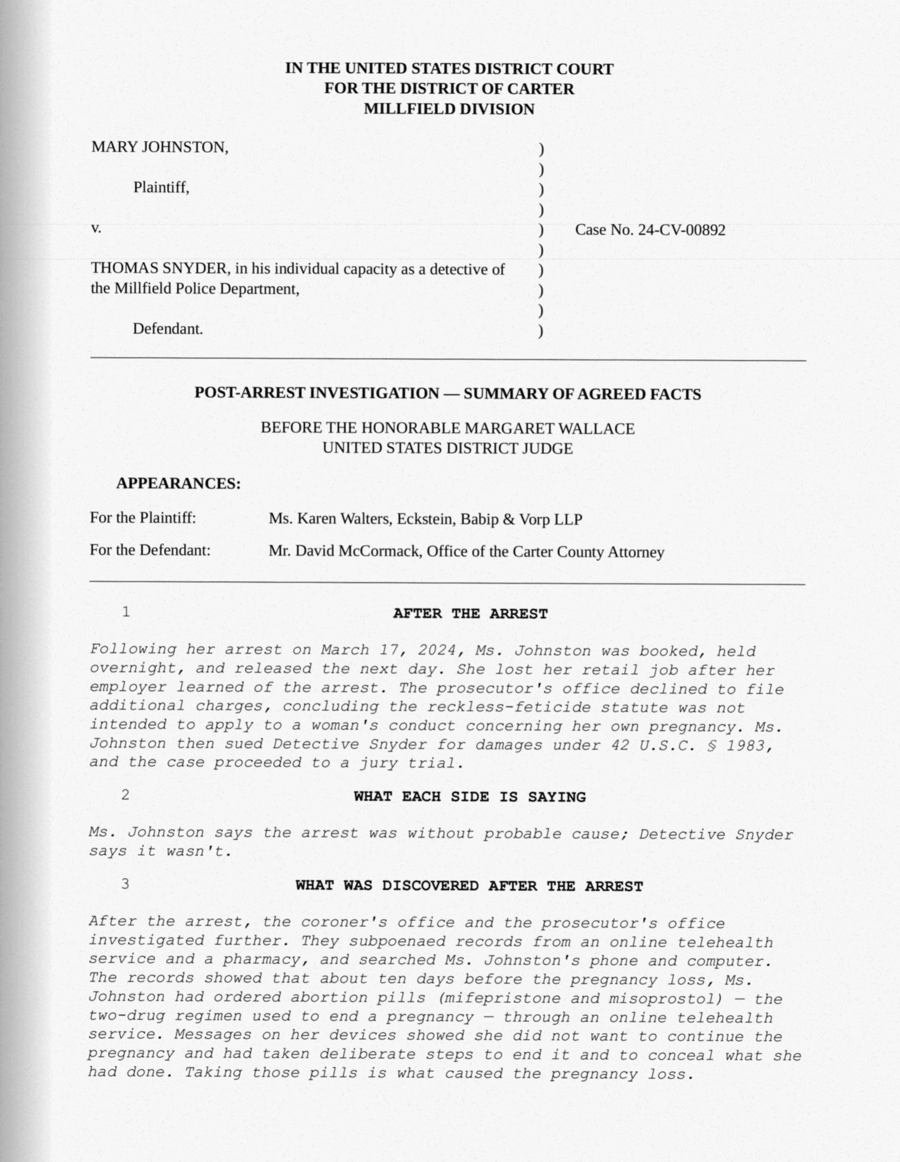 IN THE UNITED STATES DISTRICT COURT
FOR THE DISTRICT OF CARTER
MILLFIELD DIVISION
MARY JOHNSTON, )
)
Plaintiff, )
)
v. ) Case No. 24-CV-00892
)
THOMAS SNYDER, in his individual capacity as a detective of )
the Millfield Police Department, )
)
Defendant. )
POST-ARREST INVESTIGATION — SUMMARY OF AGREED FACTS
BEFORE THE HONORABLE MARGARET WALLACE
UNITED STATES DISTRICT JUDGE
APPEARANCES:
For the Plaintiff: Ms. Karen Walters, Eckstein, Babip & Vorp LLP
For the Defendant: Mr. David McCormack, Office of the Carter County Attorney
1 AFTER THE ARREST
Following her arrest on March 17, 2024, Ms. Johnston was booked, held
overnight, and released the next day. She lost her retail job after her
employer learned of the arrest. The prosecutor's office declined to file
additional charges, concluding the reckless-feticide statute was not
intended to apply to a woman's conduct concerning her own pregnancy. Ms.
Johnston then sued Detective Snyder for damages under 42 U.S.C. § 1983,
and the case proceeded to a jury trial.
2 WHAT EACH SIDE IS SAYING
Ms. Johnston says the arrest was without probable cause; Detective Snyder
says it wasn't.
3 WHAT WAS DISCOVERED AFTER THE ARREST
After the arrest, the coroner's office and the prosecutor's office
investigated further. They subpoenaed records from an online telehealth
service and a pharmacy, and searched Ms. Johnston's phone and computer.
The records showed that about ten days before the pregnancy loss, Ms.
Johnston had ordered abortion pills (mifepristone and misoprostol) — the
two-drug regimen used to end a pregnancy — through an online telehealth
service. Messages on her devices showed she did not want to continue the
pregnancy and had taken deliberate steps to end it and to conceal what she
had done. Taking those pills is what caused the pregnancy loss.